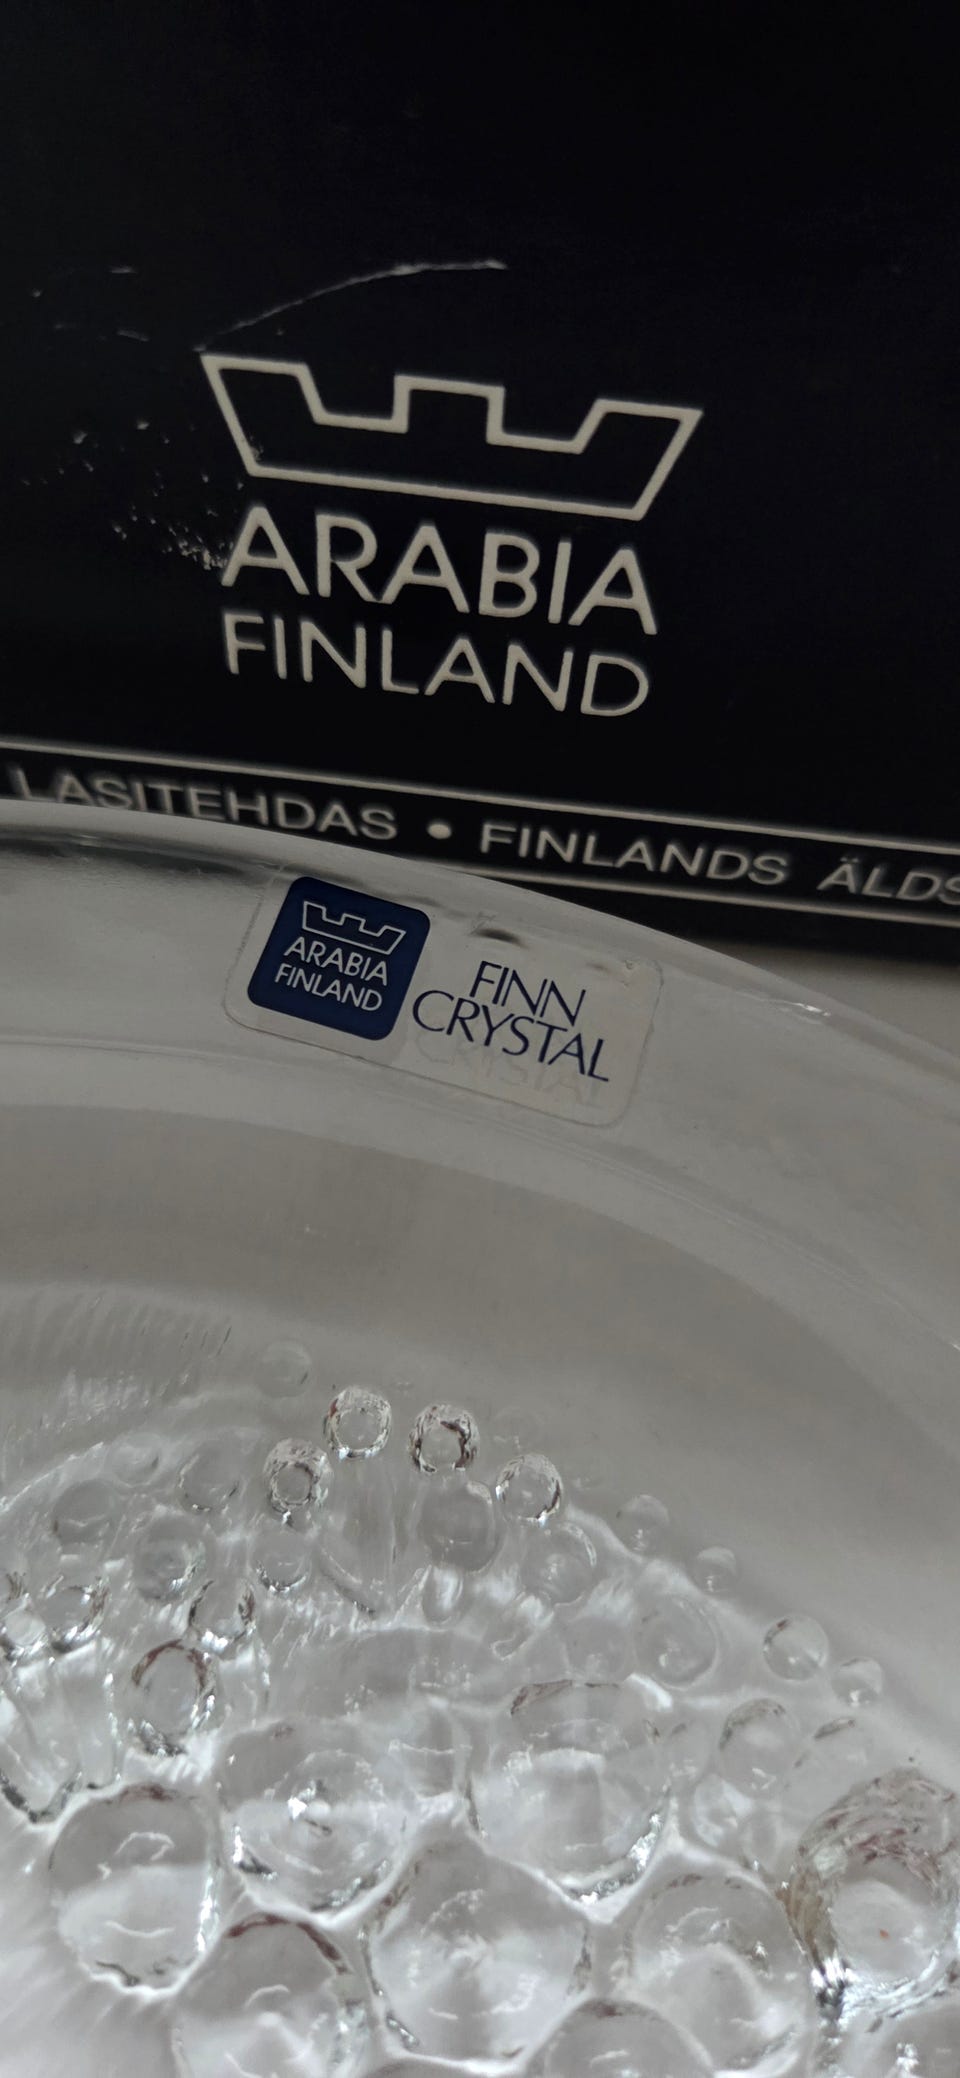 ARABIA
FINLAND
LASITEHDAS • FINLANDS ÄLDS
ARABIA
FINLAND
FINN
CRYSTAL